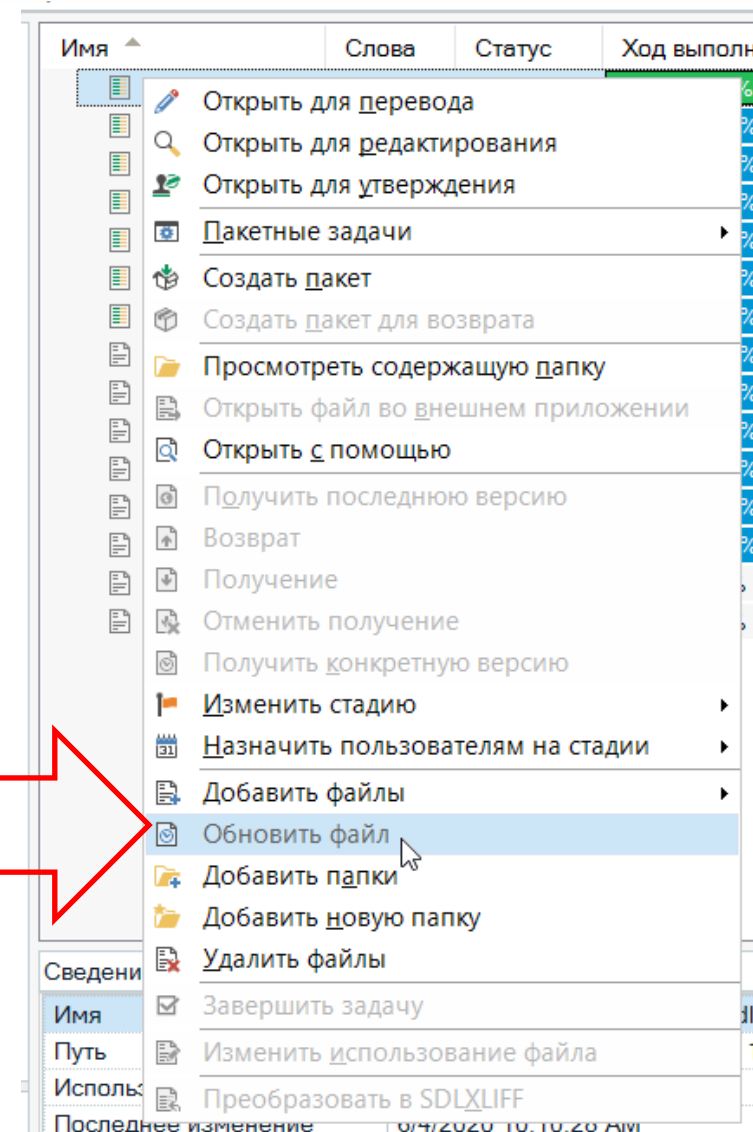 Имя Слова Статус Ход выполн
Открыть для перевода
Открыть для редактирования
Открыть для утверждения
Пакетные задачи
Создать пакет
Создать пакет для возврата
Просмотреть содержащую папку
Открыть файл во внешнем приложении
Открыть с помощью
Получить последнюю версию
Возврат
Получение
Отменить получение
Получить конкретную версию
Изменить стадию
Назначить пользователям на стадии
Добавить файлы
Обновить файл
Добавить папки
Добавить новую папку
Удалить файлы
Сведени
Завершить задачу
Имя
Путь
Изменить использование файла
Использ
Преобразовать в SDLXLIFF
Последнее изменение 6/4/2020 10:10:28 AM